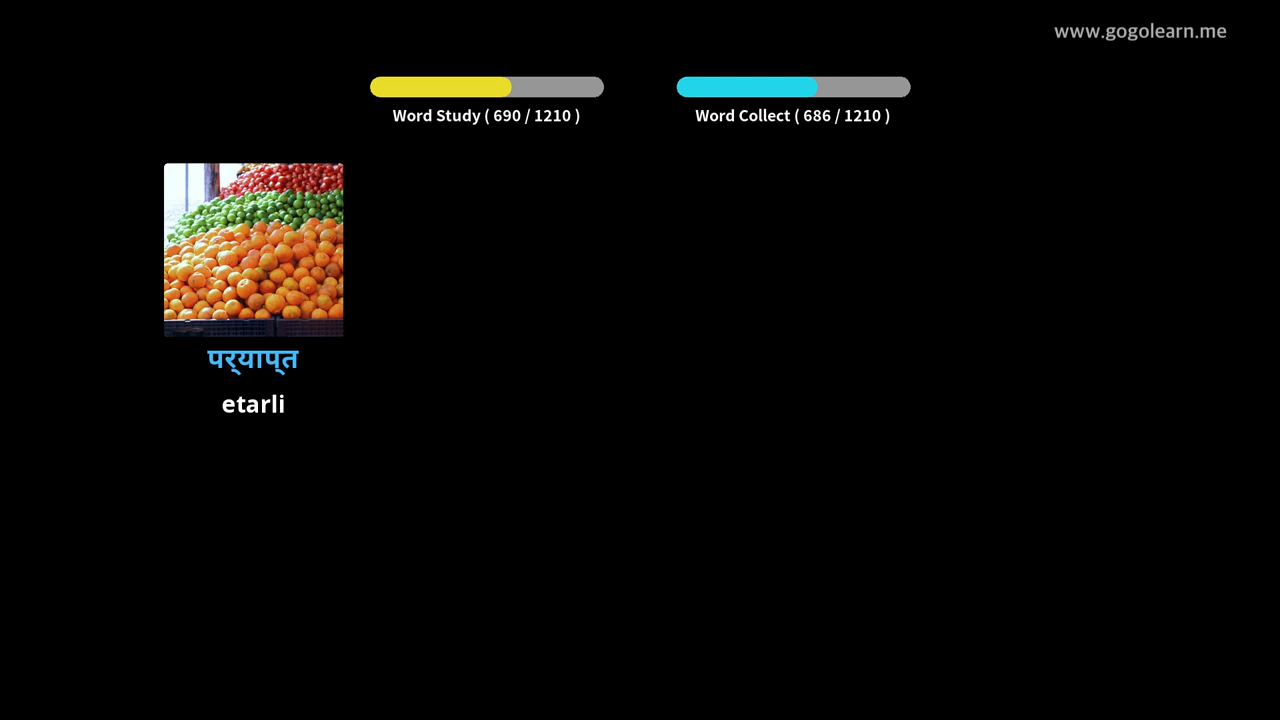 www.gogolearn.me
Word Study ( 690 / 1210 )
Word Collect ( 686 / 1210 )
पर्‌याप्‌त
etarli